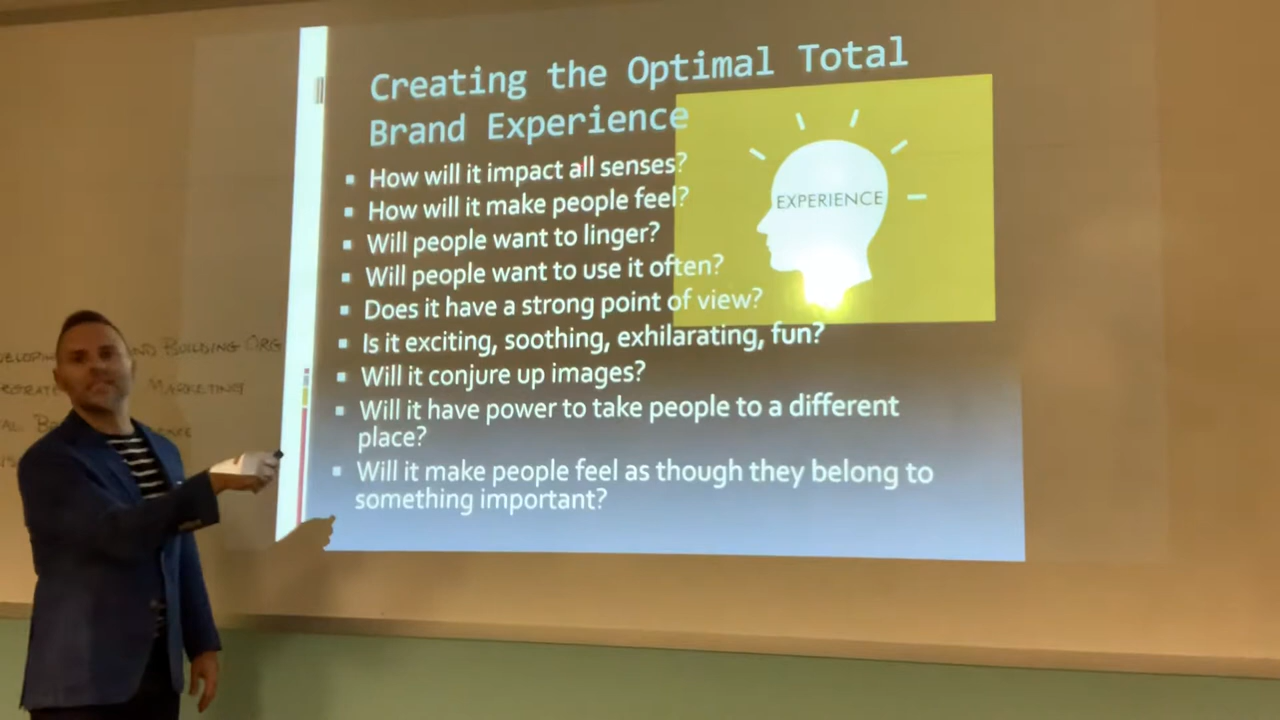 Creating the Optimal Total
Brand Experience
How will it impact all senses?
How will it make people feel?
Will people want to linger?
Will people want to use it often?
Does it have a strong point of view?
Is it exciting, soothing, exhilarating, fun?
Will it conjure up images?
Will it have power to take people to a different
place?
Will it make people feel as though they belong to
something important?
EXPERIENCE
BUILDING ORG
MARKETING